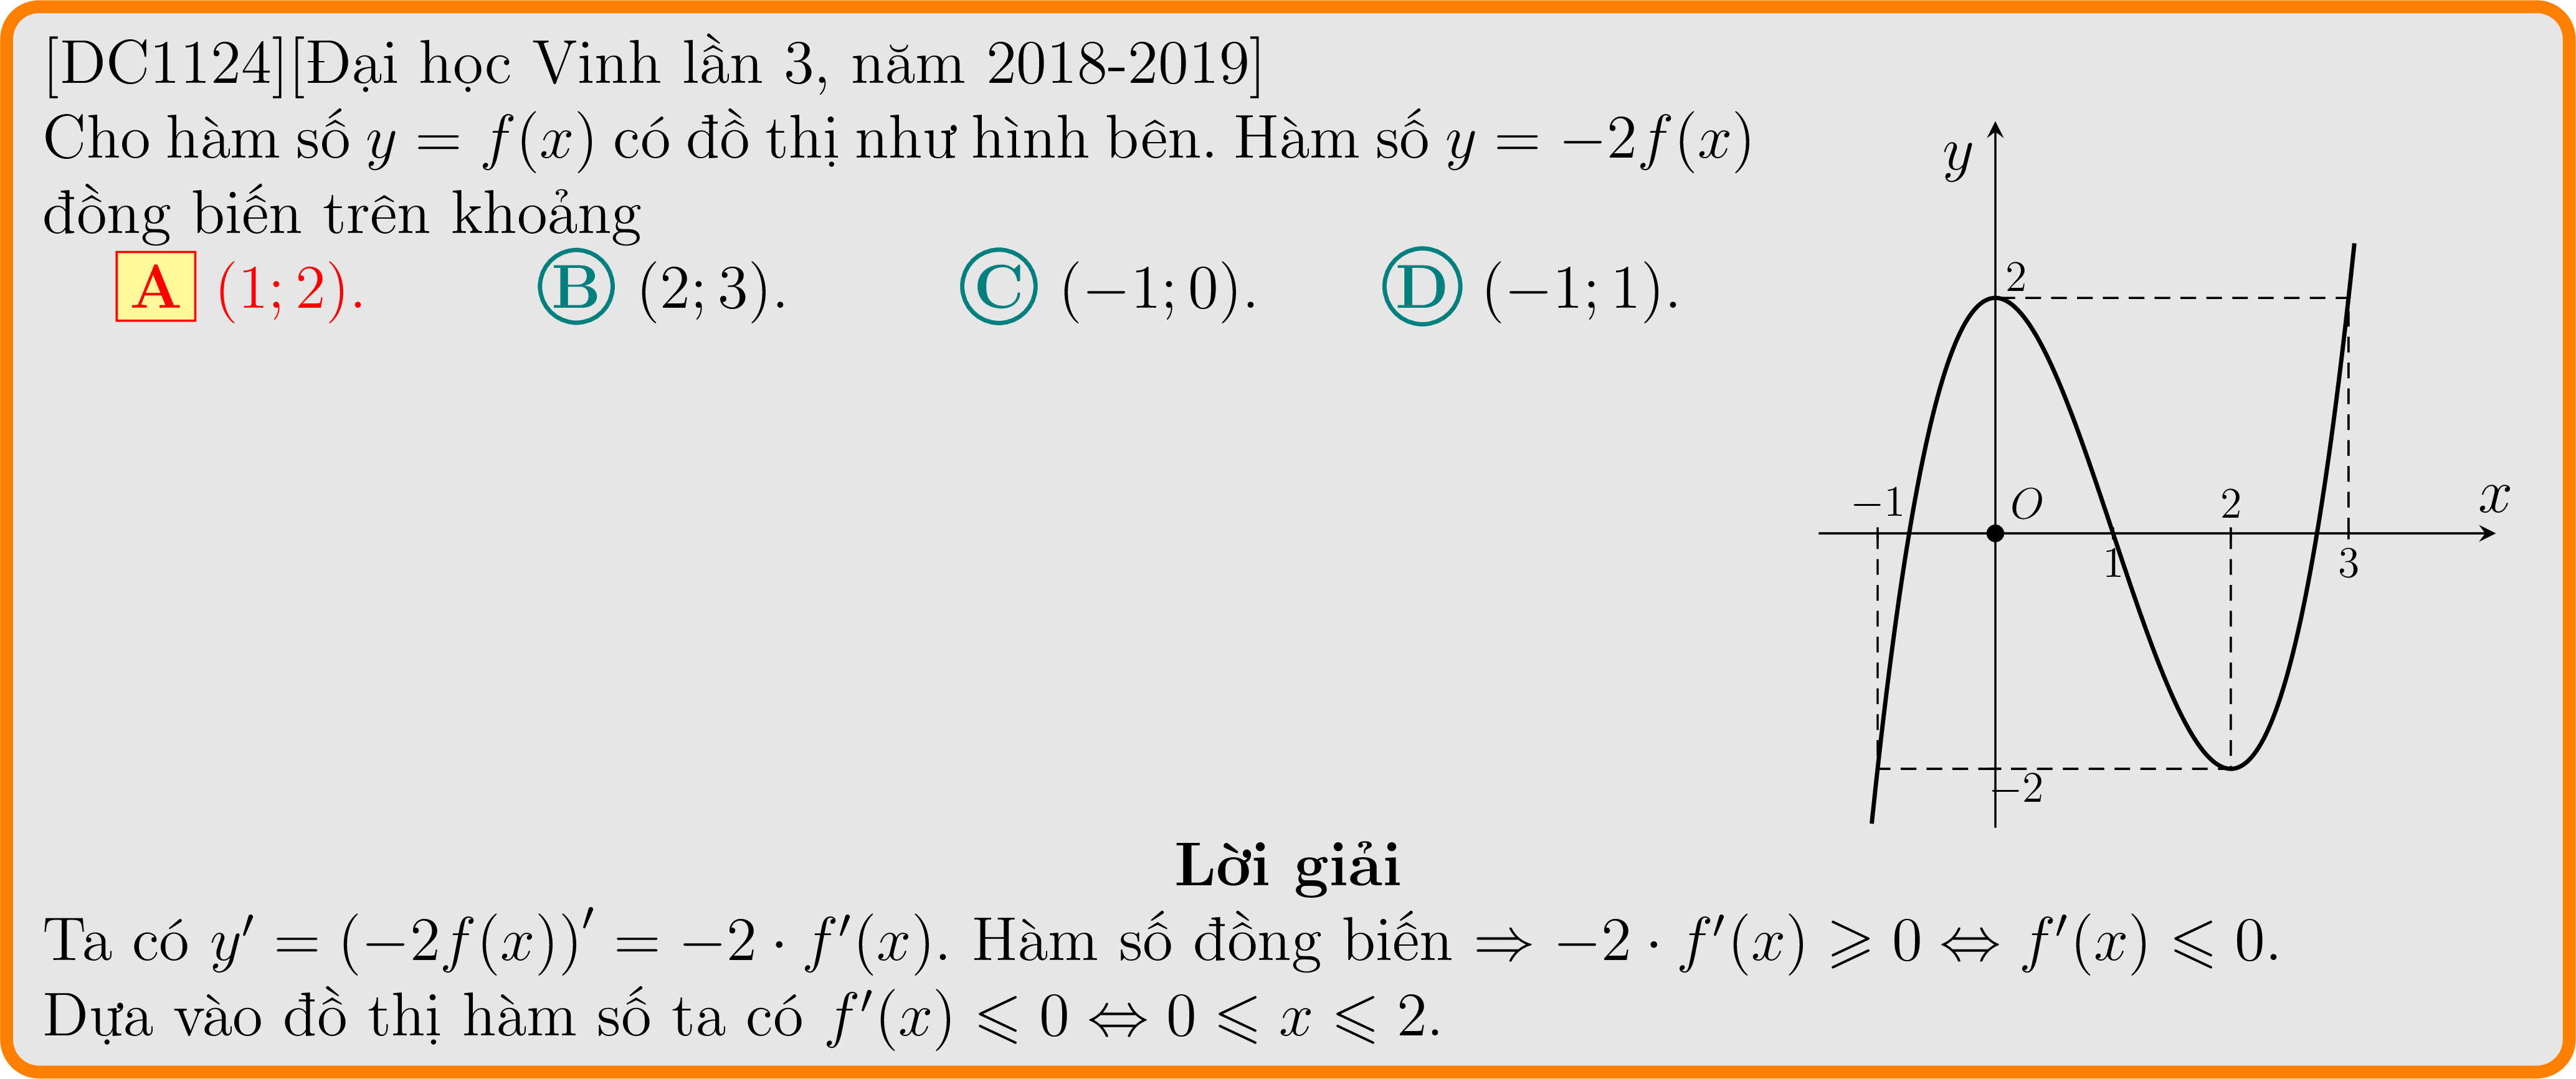 [DC1124][Đại học Vinh lần 3, năm 2018-2019]
Cho hàm số y = f(x) có đồ thị như hình bên. Hàm số y = −2f(x)
đồng biến trên khoảng
A (1; 2).  B (2; 3).  C (−1; 0).  D (−1; 1).
y
2
−1
O
2
x
1
3
−2
Lời giải
Ta có y′ = (−2f(x))′ = −2 · f′(x). Hàm số đồng biến ⇒ −2 · f′(x) ⩾ 0 ⇔ f′(x) ⩽ 0.
Dựa vào đồ thị hàm số ta có f′(x) ⩽ 0 ⇔ 0 ⩽ x ⩽ 2.